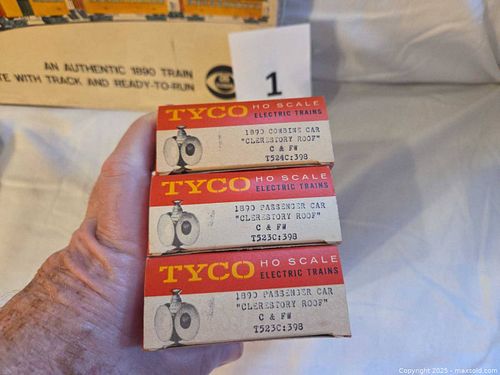 AN AUTHENTIC 1890 TRAIN
TE WITH TRACK AND READY-TO-RUN
1
TYCO HO SCALE
ELECTRIC TRAINS
1890 COMBINE CAR
"CLERESTORY ROOF"
C & FW
T524C:398
TYCO HO SCALE
ELECTRIC TRAINS
1890 PASSENGER CAR
"CLERESTORY ROOF"
C & FW
T523C:398
TYCO HO SCALE
ELECTRIC TRAINS
1890 PASSENGER CAR
"CLERESTORY ROOF"
C & FW
T523C:398
Copyright © 2025 - maxsold.com